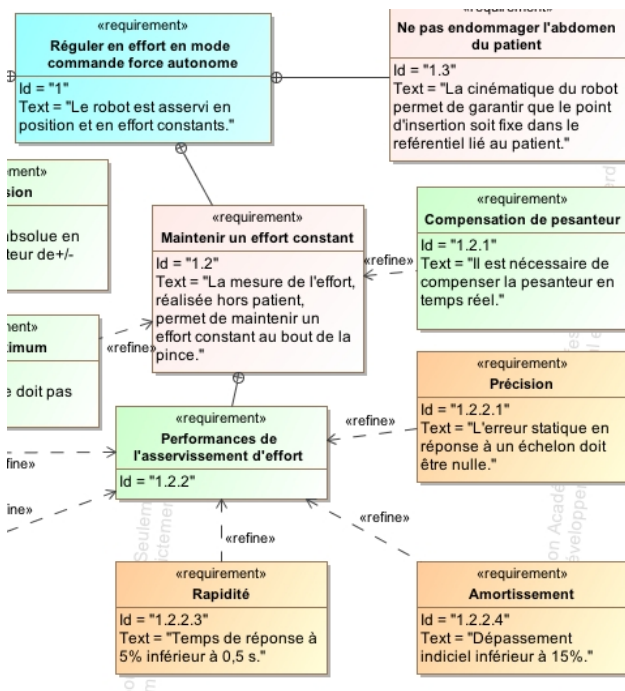 «requirement»
Réguler en effort en mode
commande force autonome
Id = "1"
Text = "Le robot est asservi en
position et en effort constants."
«requirement»
Ne pas endommager l'abdomen
du patient
Id = "1.3"
Text = "La cinématique du robot
permet de garantir que le point
d'insertion soit fixe dans le
référentiel lié au patient."
«requirement»
Maintenir un effort constant
Id = "1.2"
Text = "La mesure de l'effort,
réalisée hors patient,
permet de maintenir un
effort constant au bout de la
pince."
«refine»
«requirement»
Compensation de pesanteur
Id = "1.2.1"
Text = "Il est nécessaire de
compenser la pesanteur en
temps réel."
absolue en
teur de+/-
«refine»
doit pas
«requirement»
Précision
Id = "1.2.2.1"
Text = "L'erreur statique en
réponse à un échelon doit
être nulle."
«requirement»
Performances de
l'asservissement d'effort
Id = "1.2.2"
«refine»
«refine»
«refine»
«requirement»
Rapidité
Id = "1.2.2.3"
Text = "Temps de réponse à
5% inférieur à 0,5 s."
«requirement»
Amortissement
Id = "1.2.2.4"
Text = "Dépassement
indiciel inférieur à 15%."